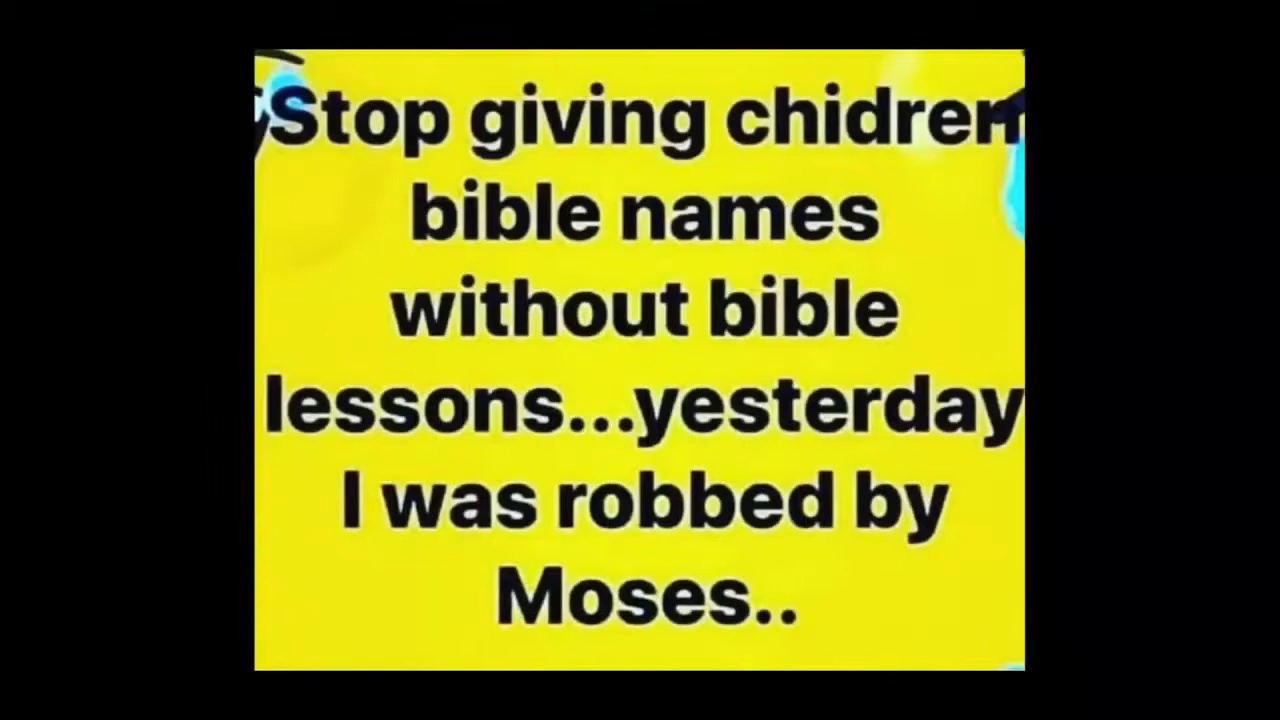 Stop giving chidren
bible names
without bible
lessons...yesterday
I was robbed by
Moses..